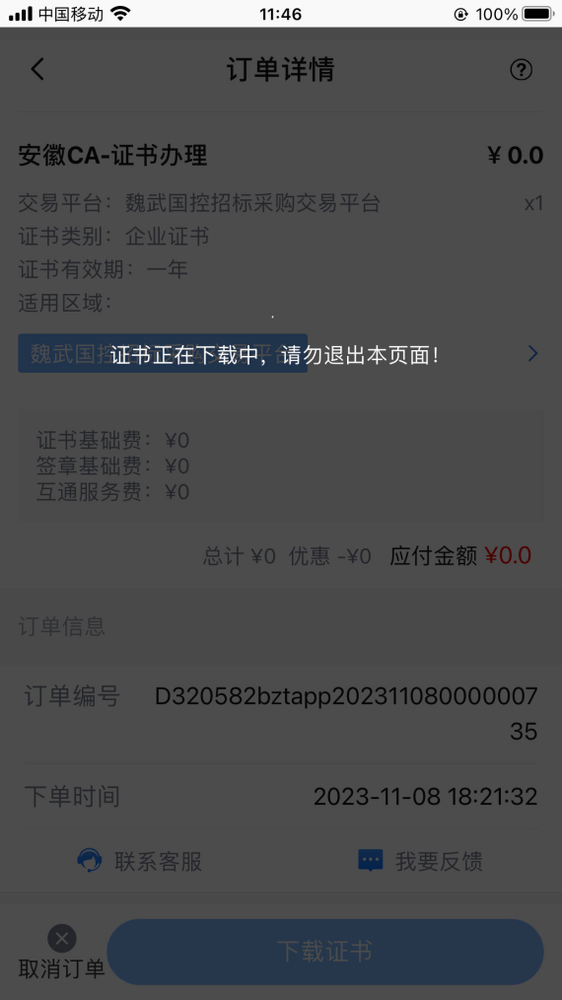 中国移动
11:46
100%
订单详情
安徽CA-证书办理
¥ 0.0
交易平台：魏武国控招标采购交易平台
x1
证书类别：企业证书
证书有效期：一年
适用区域：
证书正在下载中，请勿退出本页面！
证书基础费：¥0
签章基础费：¥0
互通服务费：¥0
总计 ¥0 优惠 -¥0 应付金额 ¥0.0
订单信息
订单编号
D320582bztapp202311080000007
35
下单时间
2023-11-08 18:21:32
联系客服
我要反馈
取消订单
下载证书